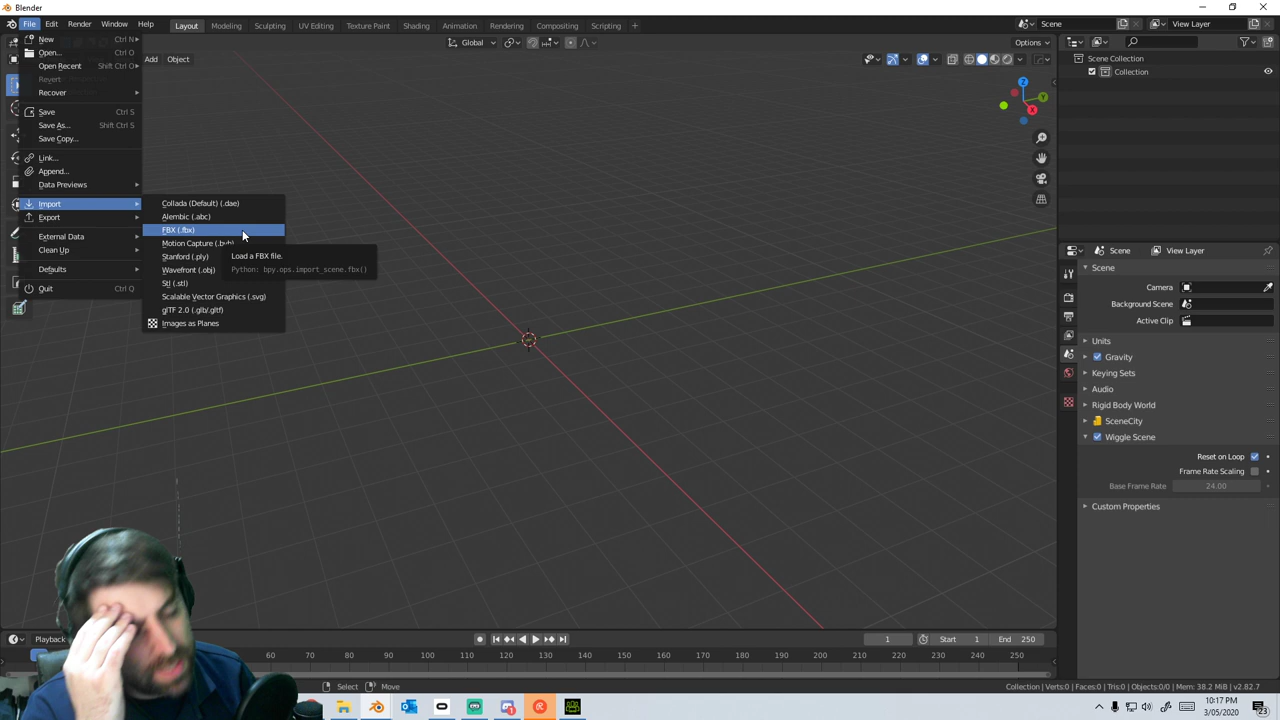 Blender
File Edit Render Window Help Layout Modeling Sculpting UV Editing Texture Paint Shading Animation Rendering Compositing Scripting + Scene View Layer
New Ctrl N
Open... Ctrl O
Open Recent Shift Ctrl O
Revert
Recover
Save Ctrl S
Save As... Shift Ctrl S
Save Copy...
Link...
Append...
Data Previews
Import
Export
External Data
Clean Up
Defaults
Quit Ctrl Q
Collada (Default) (.dae)
Alembic (.abc)
FBX (.fbx)
Motion Capture (.bvh)
Stanford (.ply)
Wavefront (.obj)
Stl (.stl)
Scalable Vector Graphics (.svg)
glTF 2.0 (.glb/.gltf)
Images as Planes
Load a FBX file.
Python: bpy.ops.import_scene.fbx()
Add Object
Global
Options
Z
Y
X
Scene Collection
Collection
Scene View Layer
Scene
Camera
Background Scene
Active Clip
Units
Gravity
Keying Sets
Audio
Rigid Body World
SceneCity
Wiggle Scene
Reset on Loop
Frame Rate Scaling
Base Frame Rate 24.00
Custom Properties
Playback 1 Start 1 End 250
60 70 80 90 100 110 120 130 140 150 160 170 180 190 200 210 220 230 240 250
Select Move Collection | Verts:0 | Faces:0 | Tris:0 | Objects:0/0 | Mem: 38.2 MiB | v2.82.7
10:17 PM
3/05/2020
23